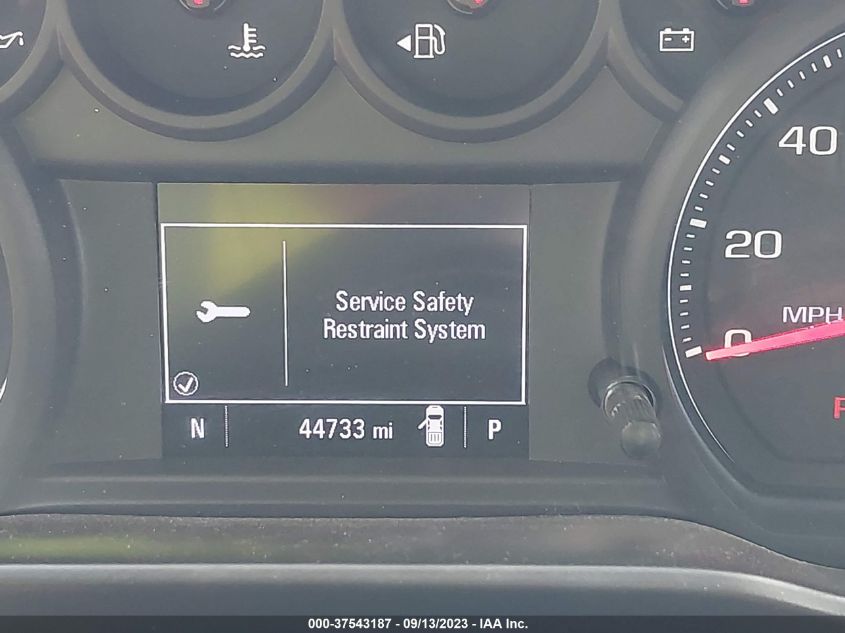 40
20
MPH
0
Service Safety
Restraint System
N
44733 mi
P
000-37543187 - 09/13/2023 - IAA Inc.